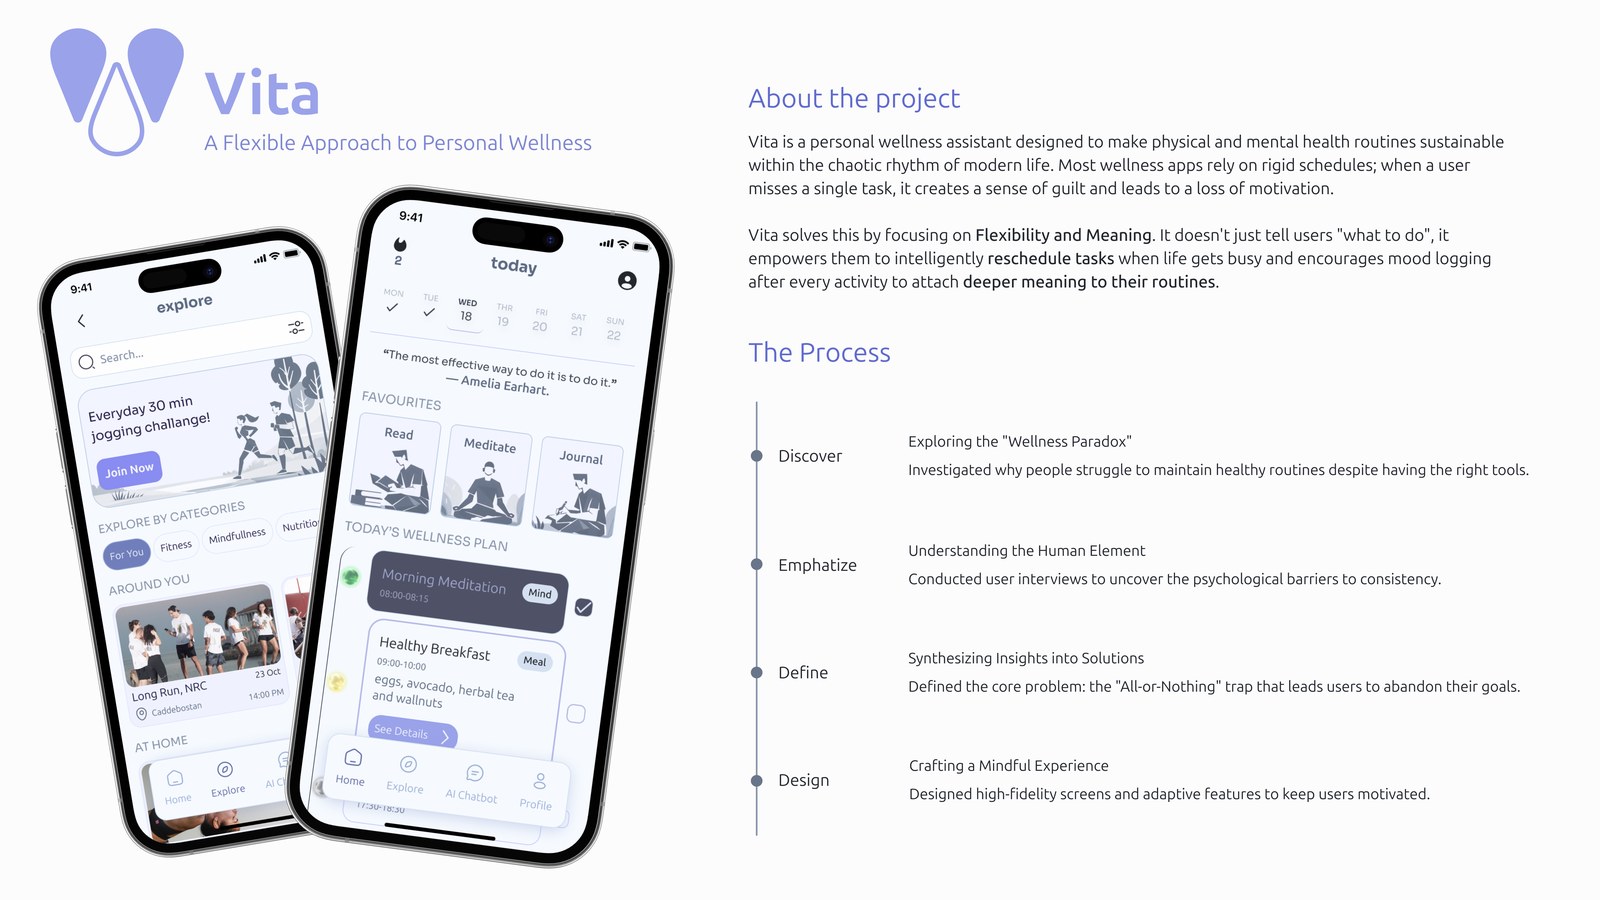 Vita
A Flexible Approach to Personal Wellness
9:41
explore
Search...
Everyday 30 min
jogging challange!
Join Now
EXPLORE BY CATEGORIES
For You
Fitness
Mindfullness
AROUND YOU
Long Run, NRC
23 Oct
Caddebostan
14:00 PM
AT HOME
Home
Explore
9:41
2
today
MON
TUE
WED
18
THR
19
FRI
20
SAT
21
SUN
22
“The most effective way to do it is to do it.”
— Amelia Earhart.
FAVOURITES
Read
Meditate
Journal
TODAY'S WELLNESS PLAN
Morning Meditation
08:00-08:15
Mind
Healthy Breakfast
09:00-10:00
Meal
eggs, avocado, herbal tea
and wallnuts
See Details
Home
Explore
AI Chatbot
Profile
17:30-18:30
About the project
Vita is a personal wellness assistant designed to make physical and mental health routines sustainable
within the chaotic rhythm of modern life. Most wellness apps rely on rigid schedules; when a user
misses a single task, it creates a sense of guilt and leads to a loss of motivation.
Vita solves this by focusing on Flexibility and Meaning. It doesn't just tell users "what to do", it
empowers them to intelligently reschedule tasks when life gets busy and encourages mood logging
after every activity to attach deeper meaning to their routines.
The Process
Discover
Exploring the "Wellness Paradox"
Investigated why people struggle to maintain healthy routines despite having the right tools.
Emphatize
Understanding the Human Element
Conducted user interviews to uncover the psychological barriers to consistency.
Define
Synthesizing Insights into Solutions
Defined the core problem: the "All-or-Nothing" trap that leads users to abandon their goals.
Design
Crafting a Mindful Experience
Designed high-fidelity screens and adaptive features to keep users motivated.